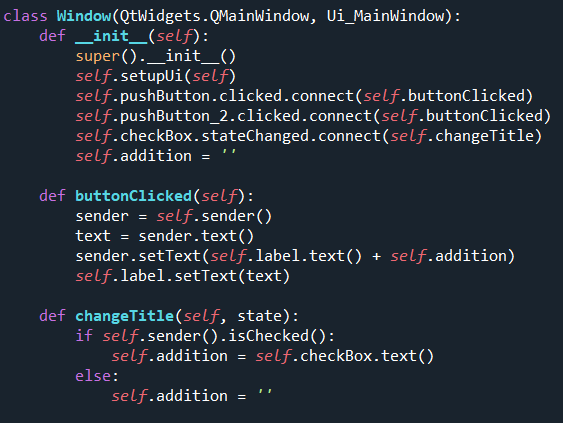 class Window(QtWidgets.QMainWindow, Ui_MainWindow):
    def __init__(self):
        super().__init__()
        self.setupUi(self)
        self.pushButton.clicked.connect(self.buttonClicked)
        self.pushButton_2.clicked.connect(self.buttonClicked)
        self.checkBox.stateChanged.connect(self.changeTitle)
        self.addition = ''

    def buttonClicked(self):
        sender = self.sender()
        text = sender.text()
        sender.setText(self.label.text() + self.addition)
        self.label.setText(text)

    def changeTitle(self, state):
        if self.sender().isChecked():
            self.addition = self.checkBox.text()
        else:
            self.addition = ''